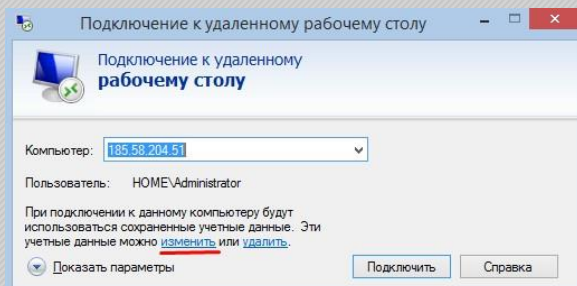 Подключение к удаленному рабочему столу
Подключение к удаленному
рабочему столу
Компьютер: 185.58.204.51
Пользователь: HOME\Administrator
При подключении к данному компьютеру будут
использоваться сохраненные учетные данные. Эти
учетные данные можно изменить или удалить.
Показать параметры Подключить Справка